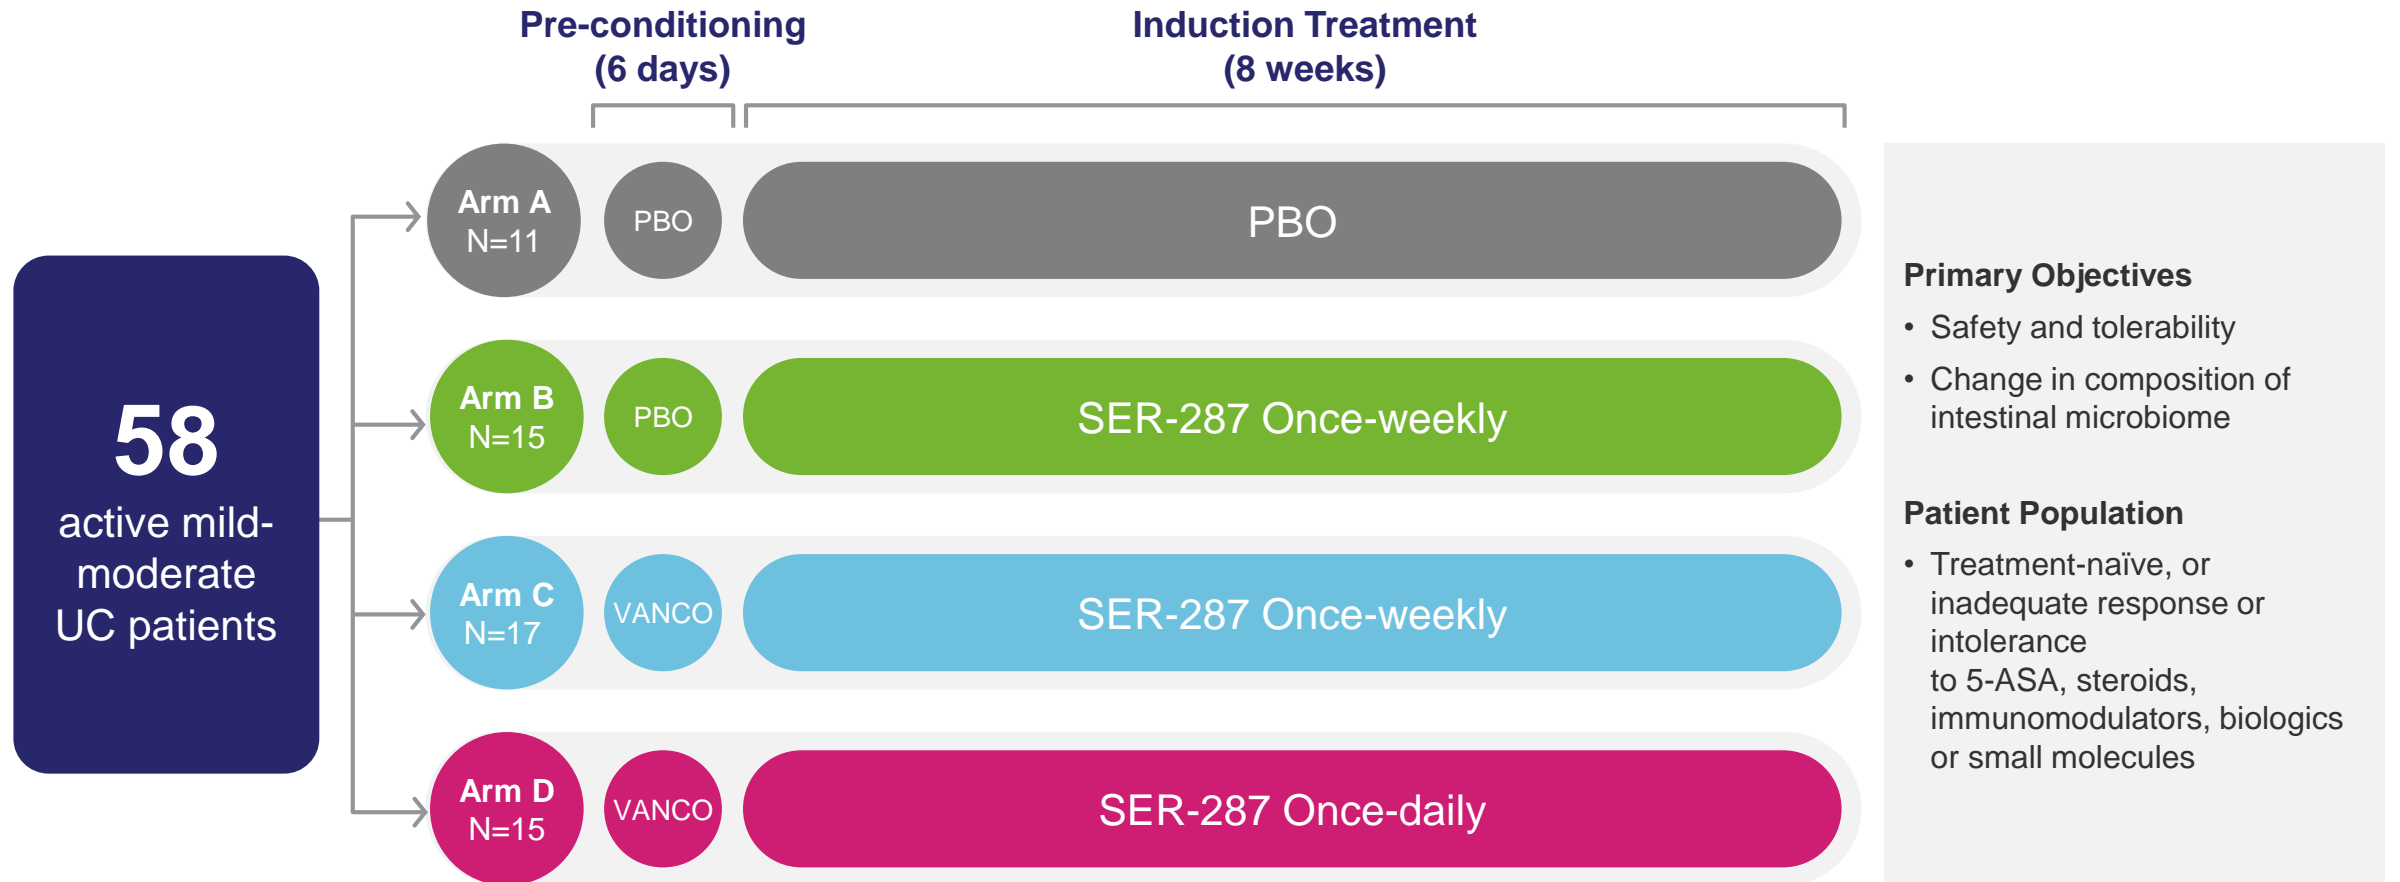 Pre-conditioning
(6 days)
Induction Treatment
(8 weeks)
58
active mild-
moderate
UC patients
Arm A
N=11
PBO
PBO
Arm B
N=15
PBO
SER-287 Once-weekly
Arm C
N=17
VANCO
SER-287 Once-weekly
Arm D
N=15
VANCO
SER-287 Once-daily
Primary Objectives
• Safety and tolerability
• Change in composition of
intestinal microbiome
Patient Population
• Treatment-naïve, or
inadequate response or
intolerance
to 5-ASA, steroids,
immunomodulators, biologics
or small molecules